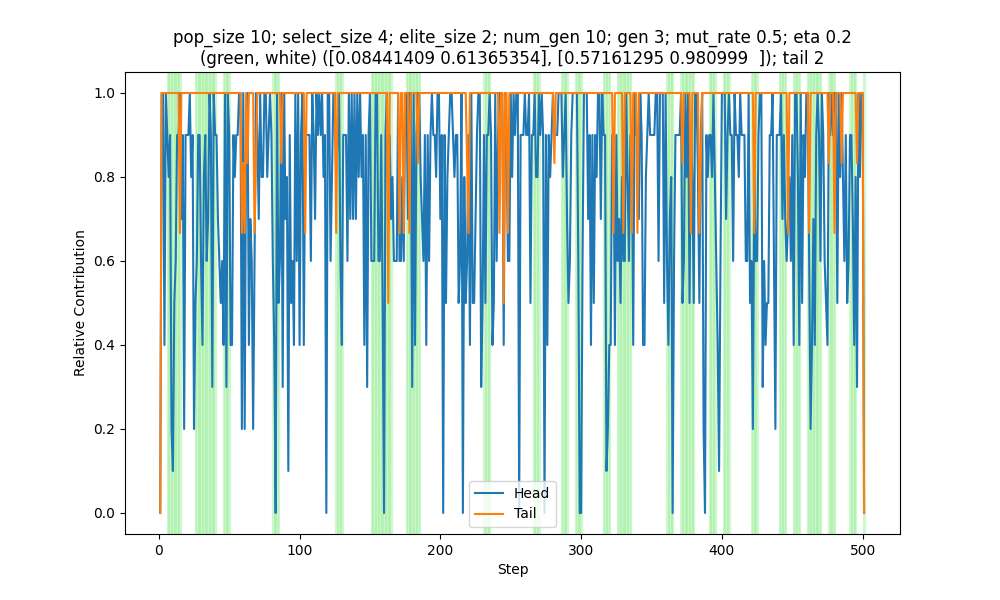 pop_size 10; select_size 4; elite_size 2; num_gen 10; gen 3; mut_rate 0.5; eta 0.2
(green, white) ([0.08441409 0.61365354], [0.57161295 0.980999  ]); tail 2
Relative Contribution
1.0
0.8
0.6
0.4
0.2
0.0
Head
Tail
0 100 200 300 400 500
Step